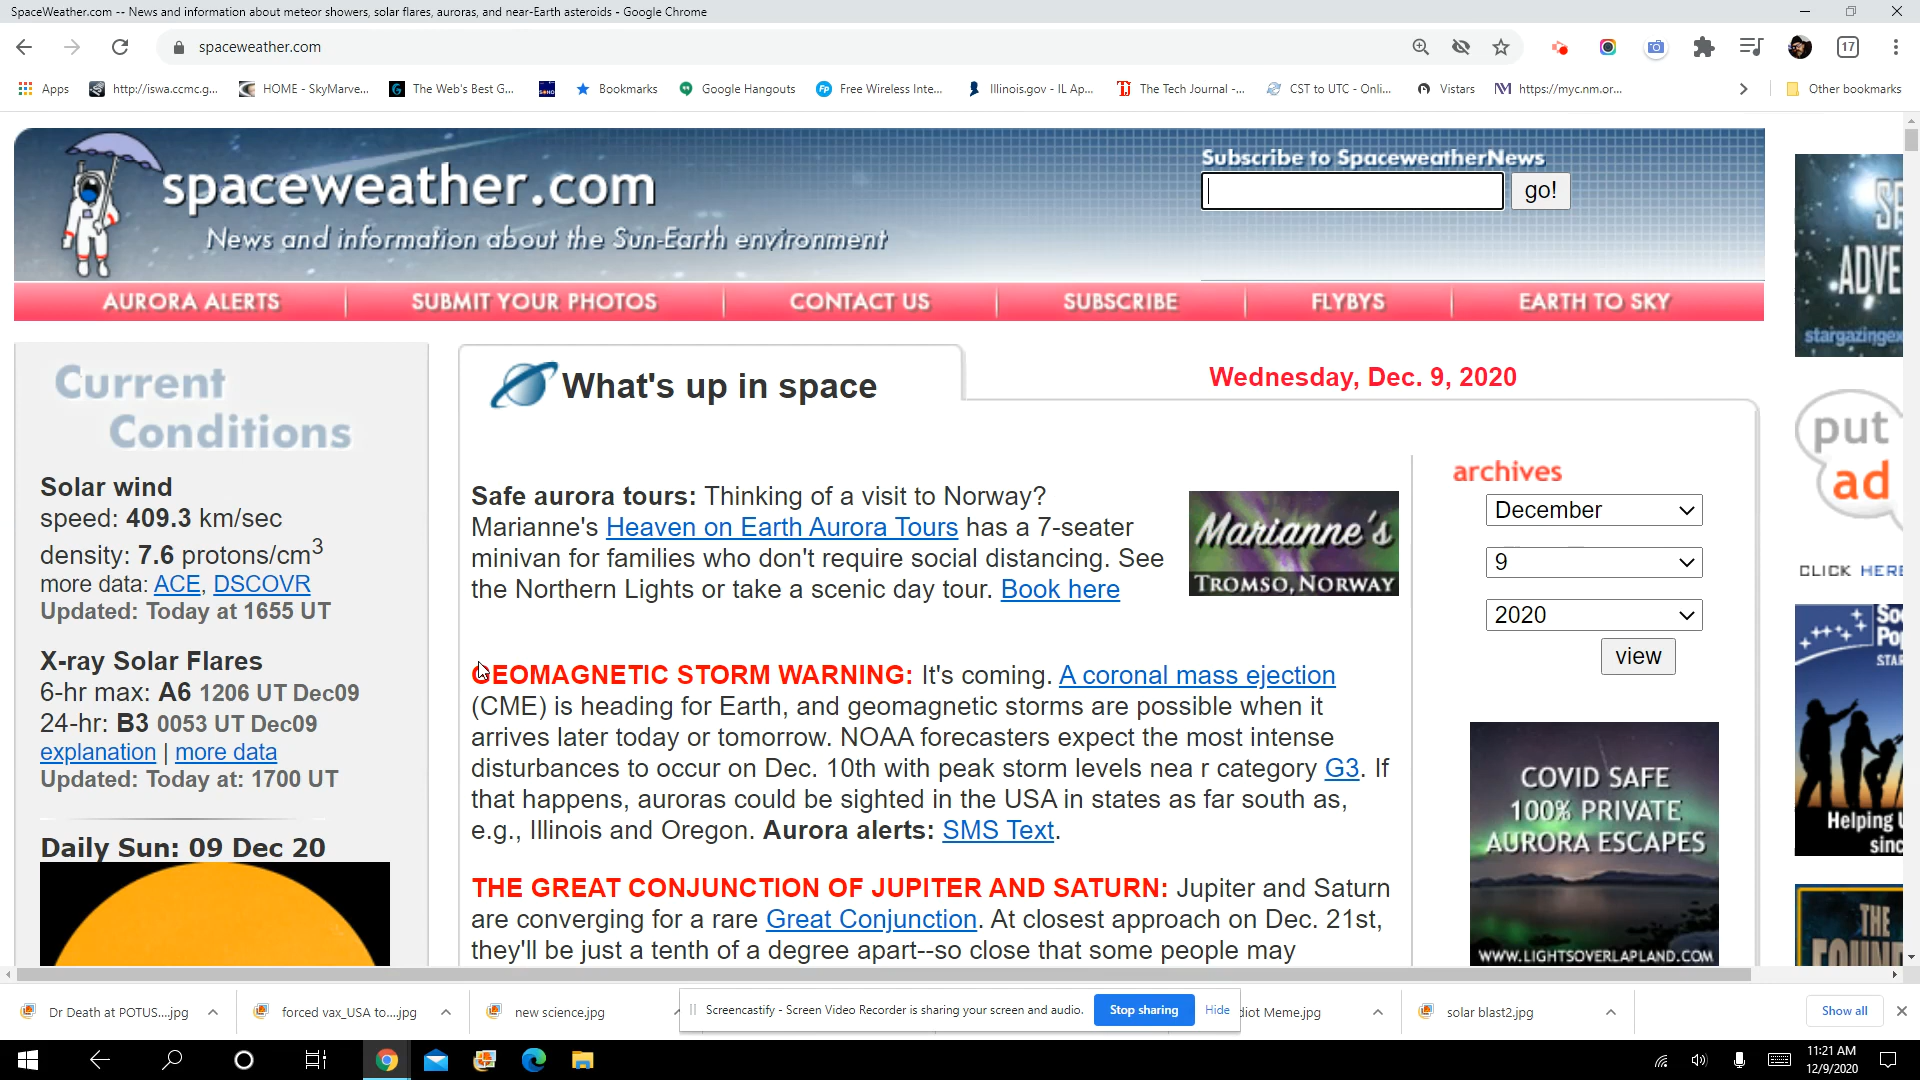 SpaceWeather.com -- News and information about meteor showers, solar flares, auroras, and near-Earth asteroids - Google Chrome
spaceweather.com
17
Apps
http://iswa.ccmc.g...
HOME - SkyMarve...
The Web's Best G...
Bookmarks
Google Hangouts
Free Wireless Inte...
Illinois.gov - IL Ap...
The Tech Journal -...
CST to UTC - Onli...
Vistars
https://myc.nm.or...
Other bookmarks
spaceweather.com
News and information about the Sun-Earth environment
Subscribe to SpaceweatherNews
go!
AURORA ALERTS
SUBMIT YOUR PHOTOS
CONTACT US
SUBSCRIBE
FLYBYS
EARTH TO SKY
Current
Conditions
Solar wind
speed: 409.3 km/sec
density: 7.6 protons/cm3
more data: ACE, DSCOVR
Updated: Today at 1655 UT
X-ray Solar Flares
6-hr max: A6 1206 UT Dec09
24-hr: B3 0053 UT Dec09
explanation | more data
Updated: Today at: 1700 UT
Daily Sun: 09 Dec 20
What's up in space
Wednesday, Dec. 9, 2020
Safe aurora tours: Thinking of a visit to Norway?
Marianne's Heaven on Earth Aurora Tours has a 7-seater
minivan for families who don't require social distancing. See
the Northern Lights or take a scenic day tour. Book here
Marianne's
TROMSO, NORWAY
GEOMAGNETIC STORM WARNING: It's coming. A coronal mass ejection
(CME) is heading for Earth, and geomagnetic storms are possible when it
arrives later today or tomorrow. NOAA forecasters expect the most intense
disturbances to occur on Dec. 10th with peak storm levels nea r category G3. If
that happens, auroras could be sighted in the USA in states as far south as,
e.g., Illinois and Oregon. Aurora alerts: SMS Text.
THE GREAT CONJUNCTION OF JUPITER AND SATURN: Jupiter and Saturn
are converging for a rare Great Conjunction. At closest approach on Dec. 21st,
they'll be just a tenth of a degree apart--so close that some people may
archives
December
9
2020
view
COVID SAFE
100% PRIVATE
AURORA ESCAPES
WWW.LIGHTSOVERLAPLAND.COM
SP
ADVE
stargazingex
put
ad
CLICK HERE
So
Po
STAR
Helping U
sinc
THE
Dr Death at POTUS....jpg
forced vax_USA to....jpg
new science.jpg
Screencastify - Screen Video Recorder is sharing your screen and audio.
Stop sharing
Hide
diot Meme.jpg
solar blast2.jpg
Show all
11:21 AM
12/9/2020